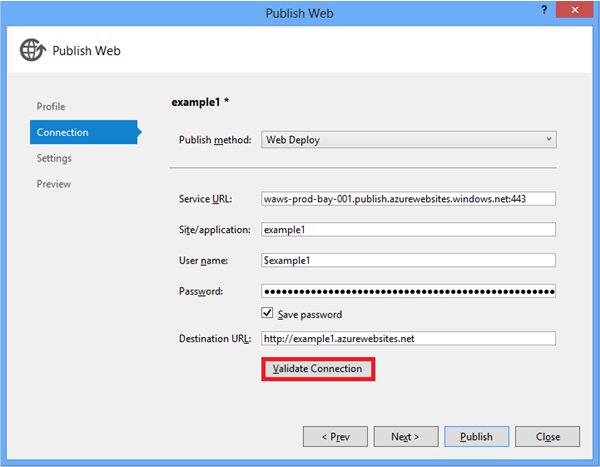 Publish Web
?
Publish Web
Profile
Connection
Settings
Preview
example1 *
Publish method: Web Deploy
Service URL: waws-prod-bay-001.publish.azurewebsites.windows.net:443
Site/application: example1
User name: $example1
Password: ●●●●●●●●●●●●●●●●●●●●●●●●●●●●●●●●●●●●●●●●●●●●●●●●●
Save password
Destination URL: http://example1.azurewebsites.net
Validate Connection
< Prev Next > Publish Close